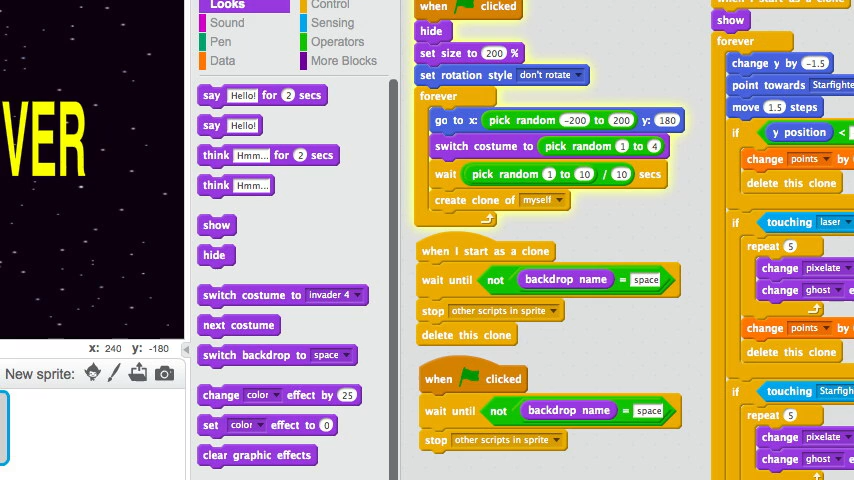 VER
x: 240 y: -180
New sprite:
Looks
Control
Sound
Sensing
Pen
Operators
Data
More Blocks
say Hello! for 2 secs
say Hello!
think Hmm... for 2 secs
think Hmm...
show
hide
switch costume to Invader 4
next costume
switch backdrop to space
change color effect by 25
set color effect to 0
clear graphic effects
when clicked
hide
set size to 200 %
set rotation style don't rotate
forever
go to x: pick random -200 to 200 y: 180
switch costume to pick random 1 to 4
wait pick random 1 to 10 / 10 secs
create clone of myself
when I start as a clone
wait until not backdrop name = space
stop other scripts in sprite
delete this clone
when clicked
wait until not backdrop name = space
stop other scripts in sprite
when I start as a clone
show
forever
change y by -1.5
point towards Starfighte
move 1.5 steps
if y position <
change points by
delete this clone
if touching laser
repeat 5
change pixelate
change ghost e
change points by
delete this clone
if touching Starfigh
repeat 5
change pixelate
change ghost e